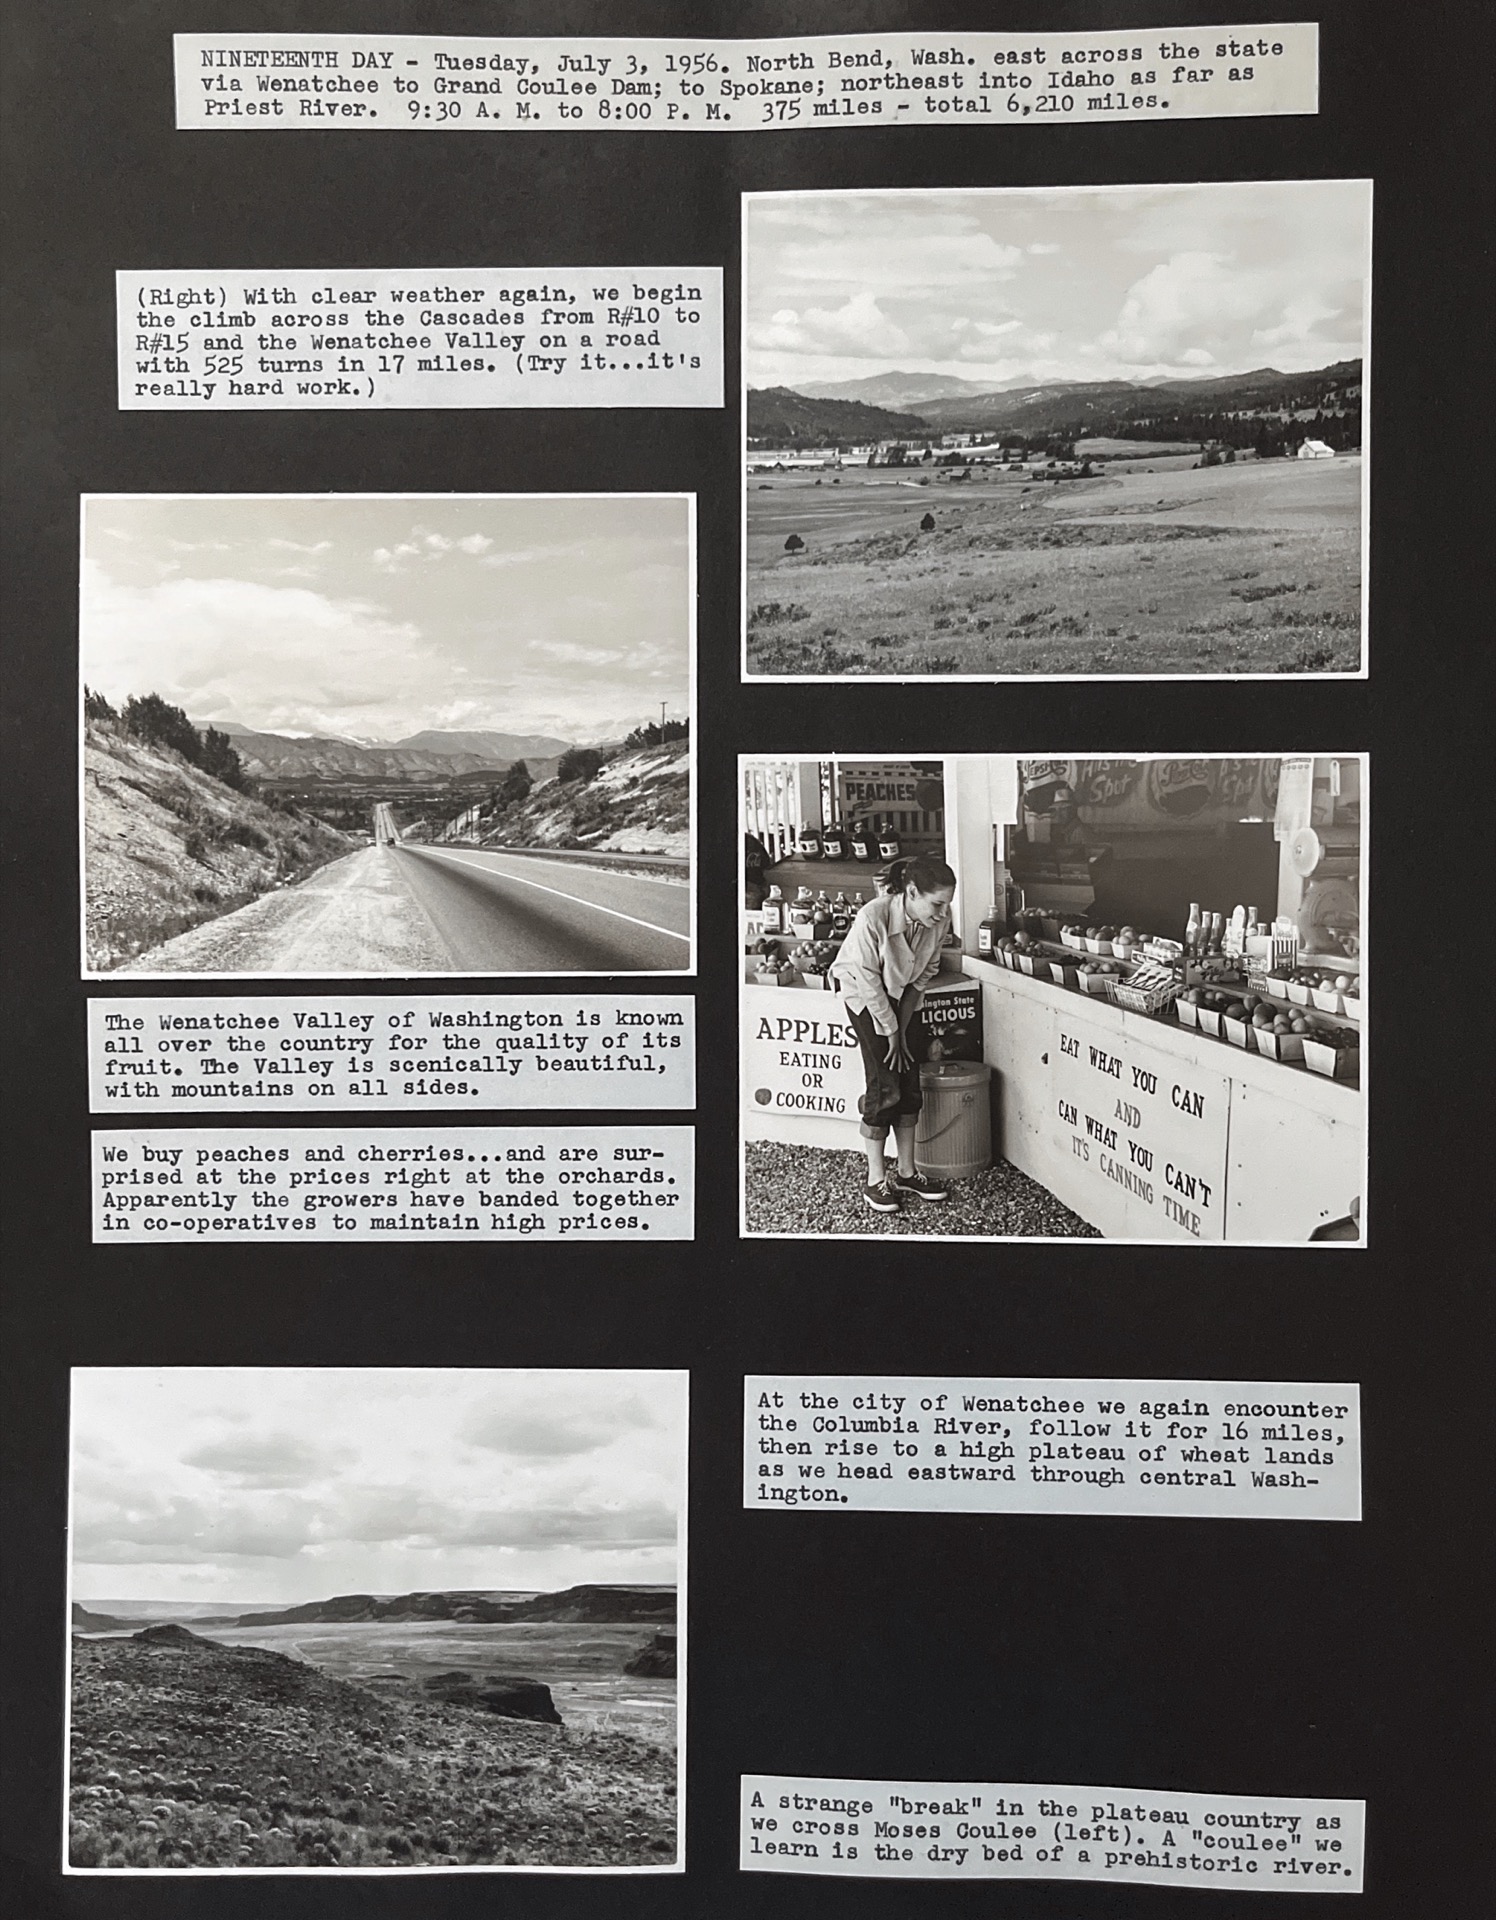 NINETEENTH DAY - Tuesday, July 3, 1956. North Bend, Wash. east across the state
via Wenatchee to Grand Coulee Dam; to Spokane; northeast into Idaho as far as
Priest River. 9:30 A. M. to 8:00 P. M. 375 miles - total 6,210 miles.
(Right) With clear weather again, we begin
the climb across the Cascades from R#10 to
R#15 and the Wenatchee Valley on a road
with 525 turns in 17 miles. (Try it...it's
really hard work.)
The Wenatchee Valley of Washington is known
all over the country for the quality of its
fruit. The Valley is scenically beautiful,
with mountains on all sides.
We buy peaches and cherries...and are sur-
prised at the prices right at the orchards.
Apparently the growers have banded together
in co-operatives to maintain high prices.
PEACHES
PEPSI
Spot
Spot
ington State
LICIOUS
APPLES
EATING
OR
COOKING
EAT WHAT YOU CAN
AND
CAN WHAT YOU CAN'T
IT'S CANNING TIME
At the city of Wenatchee we again encounter
the Columbia River, follow it for 16 miles,
then rise to a high plateau of wheat lands
as we head eastward through central Wash-
ington.
A strange "break" in the plateau country as
we cross Moses Coulee (left). A "coulee" we
learn is the dry bed of a prehistoric river.